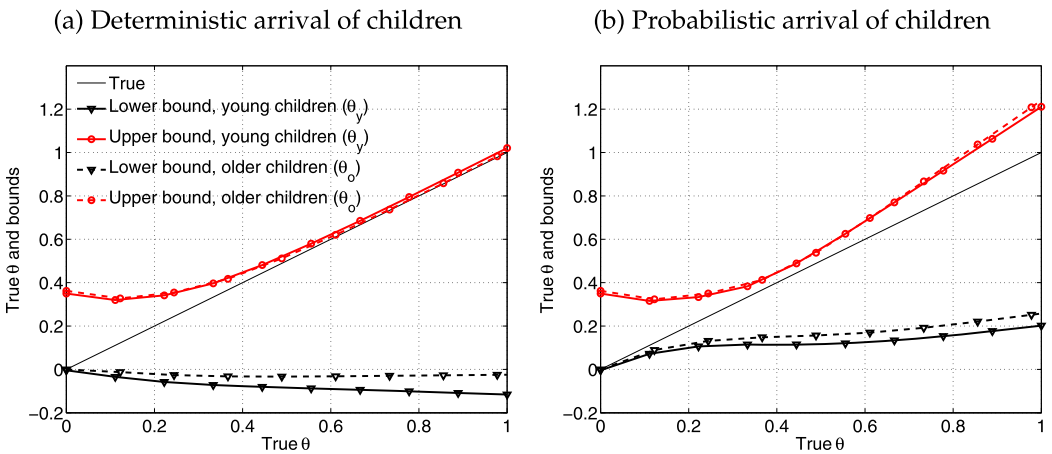 (a) Deterministic arrival of children
True
Lower bound, young children (θy)
Upper bound, young children (θy)
Lower bound, older children (θo)
Upper bound, older children (θo)
True θ and bounds
1.2
1
0.8
0.6
0.4
0.2
0
−0.2
0 0.2 0.4 0.6 0.8 1
True θ
(b) Probabilistic arrival of children
True θ and bounds
1.2
1
0.8
0.6
0.4
0.2
0
−0.2
0 0.2 0.4 0.6 0.8 1
True θ